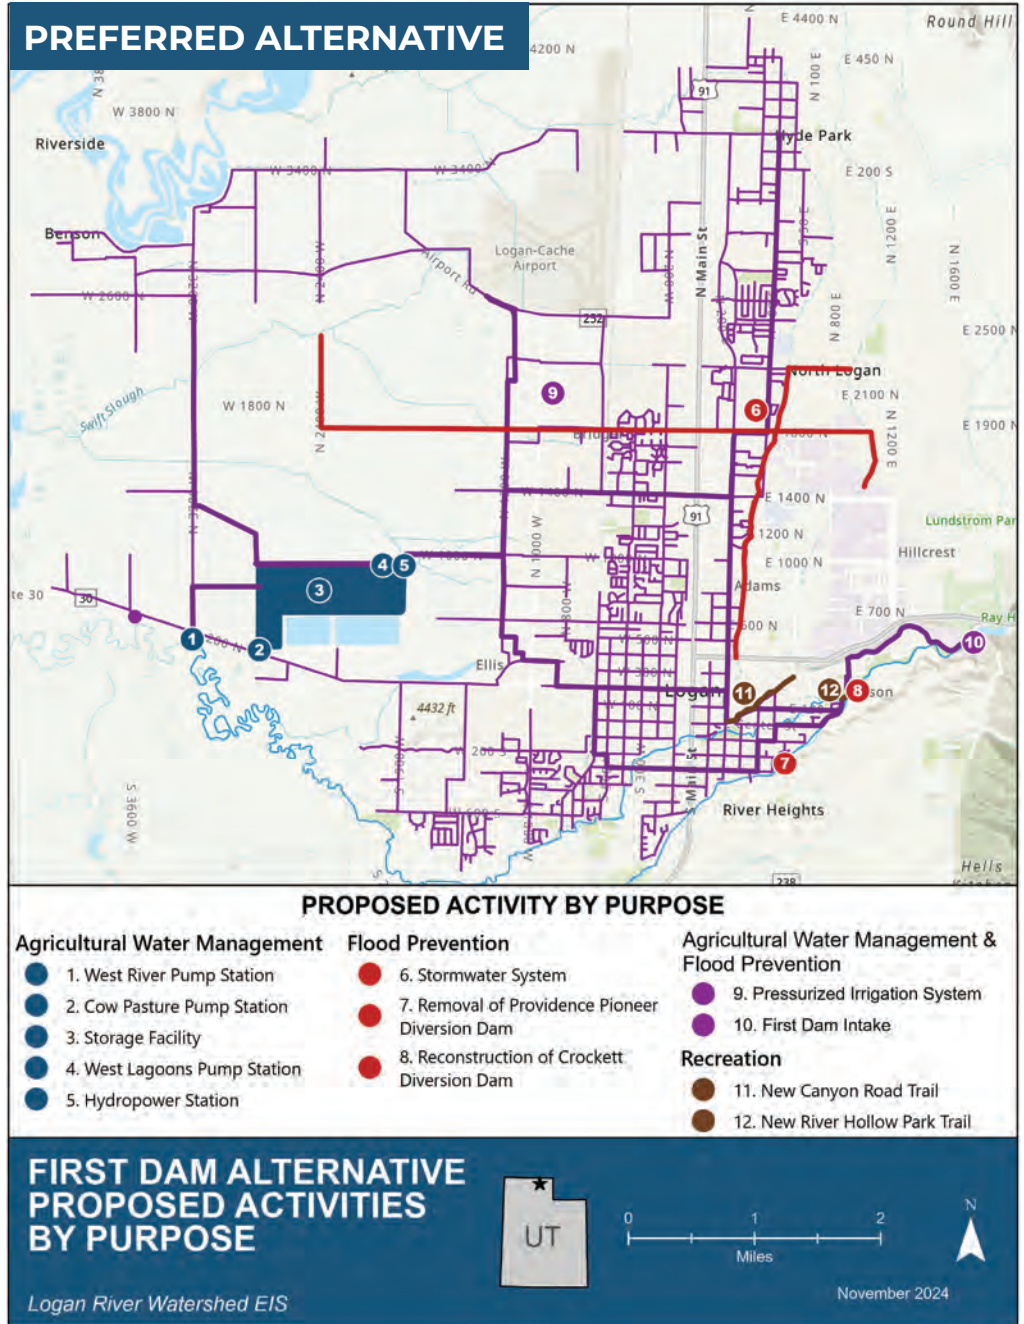 PREFERRED ALTERNATIVE
E 4400 N
Round Hill
4200 N
E 450 N
N 100 E
91
W 3800 N
Riverside
Hyde Park
W 3400 N
W 3400 N
E 200 S
Benson
Logan-Cache
Airport
Airport Rd
N Main St
N 1200 E
N 1600 E
N 2400 W
W 2600 N
252
N 800 E
E 2500 N
North Logan
E 2100 N
9
6
W 1800 N
Swift Slough
E 1900 N
N 1200 E
E 1400 N
91
1200 N
Hillcrest
N 1000 W
E 1000 N
4
5
3
Adams
N 800 W
30
E 700 N
1
2
10
Ellis
Logan
11
12
8
4432 ft
7
S 3600 W
S Main St
River Heights
238
Hells
PROPOSED ACTIVITY BY PURPOSE
Agricultural Water Management
1. West River Pump Station
2. Cow Pasture Pump Station
3. Storage Facility
4. West Lagoons Pump Station
5. Hydropower Station
Flood Prevention
6. Stormwater System
7. Removal of Providence Pioneer
Diversion Dam
8. Reconstruction of Crockett
Diversion Dam
Agricultural Water Management &
Flood Prevention
9. Pressurized Irrigation System
10. First Dam Intake
Recreation
11. New Canyon Road Trail
12. New River Hollow Park Trail
FIRST DAM ALTERNATIVE
PROPOSED ACTIVITIES
BY PURPOSE
Logan River Watershed EIS
UT
0 1 2
Miles
N
November 2024